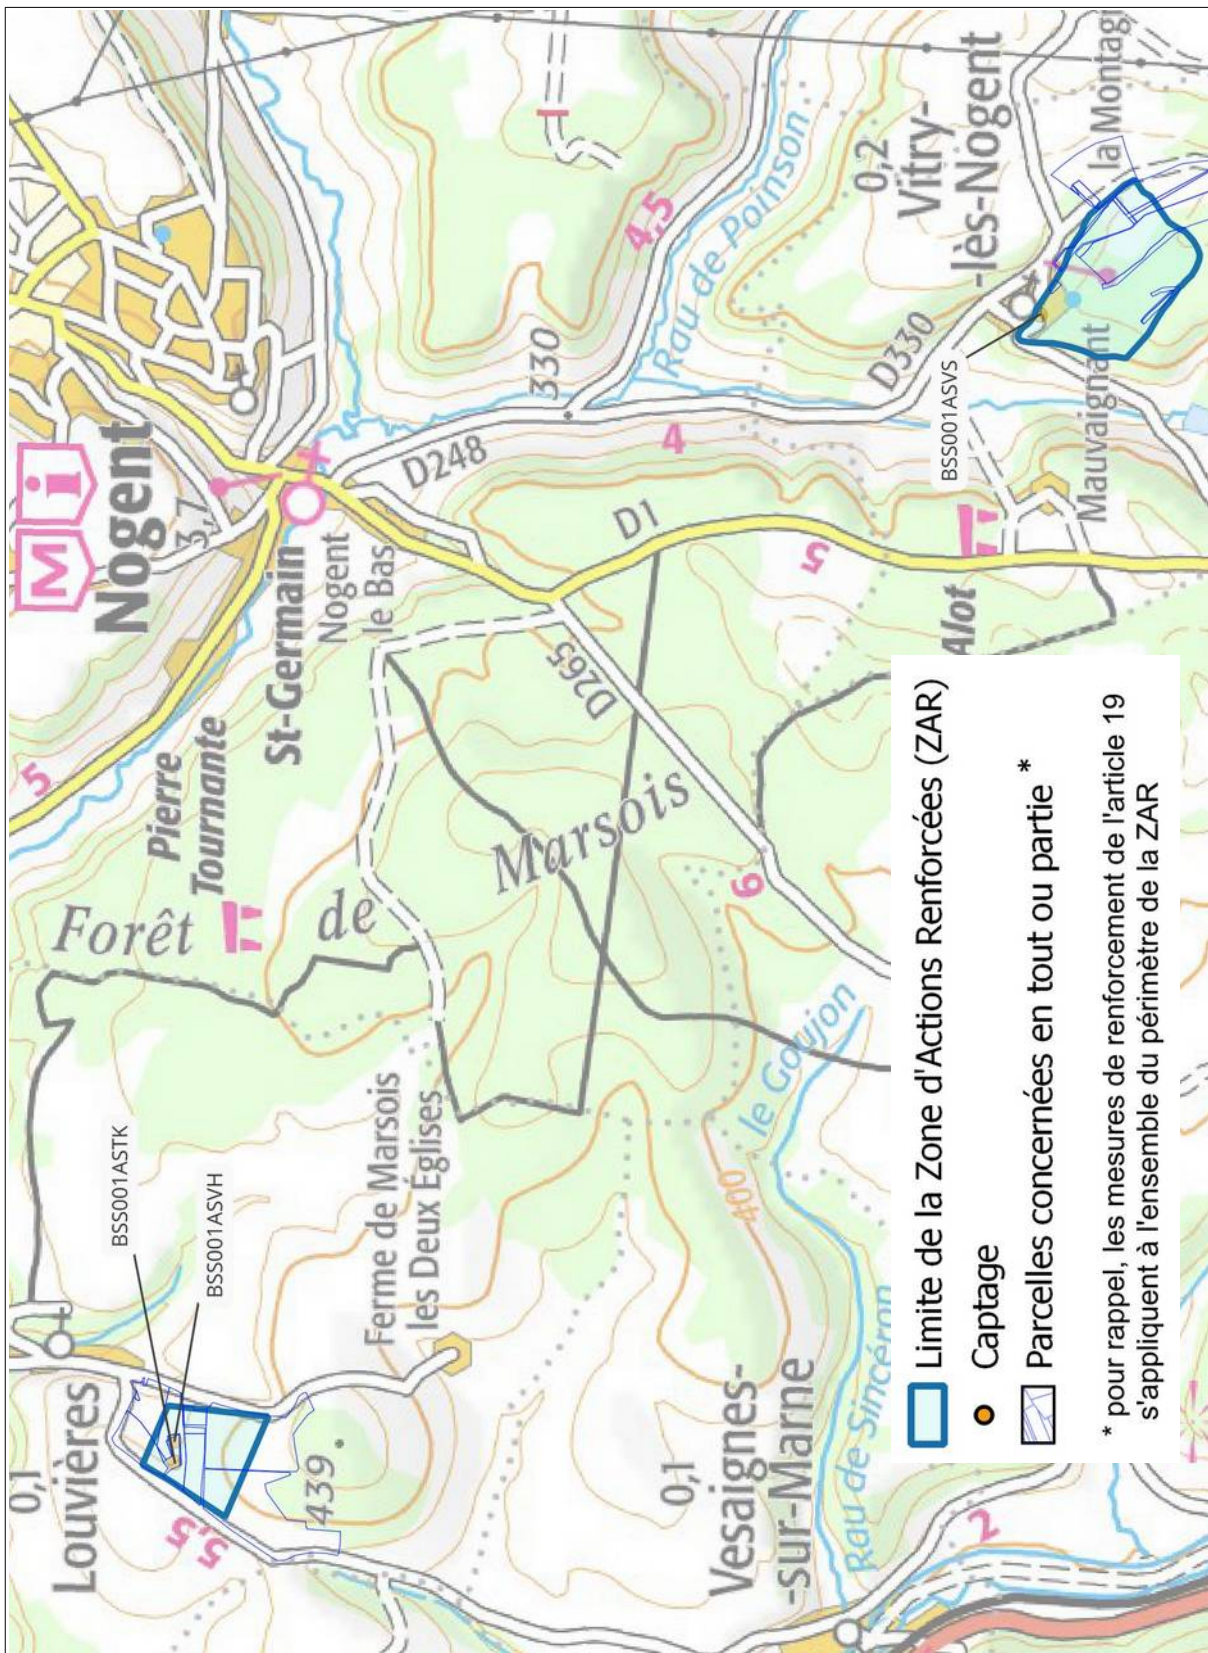 0,1
Louvières
5
M i
Nogent
3,7
Forêt
Pierre
Tournante
BSS001ASTK
BSS001ASVH
5,5
St-Germain
Nogent
le Bas
439
de
Ferme de Marsois
les Deux Églises
D248
330
4,5
I
Marsois
D265
D1
4
Rau de Poinson
0,1
Vesaignes-
-sur-Marne
400
le Goujon
6
5
Rau de Sincéron
2
0,2
Vitry-
-lès-Nogent
D330
BSS001ASVS
Alot
Mauvaignant
la Montagn
Limite de la Zone d'Actions Renforcées (ZAR)
Captage
Parcelles concernées en tout ou partie *
* pour rappel, les mesures de renforcement de l'article 19
s'appliquent à l'ensemble du périmètre de la ZAR